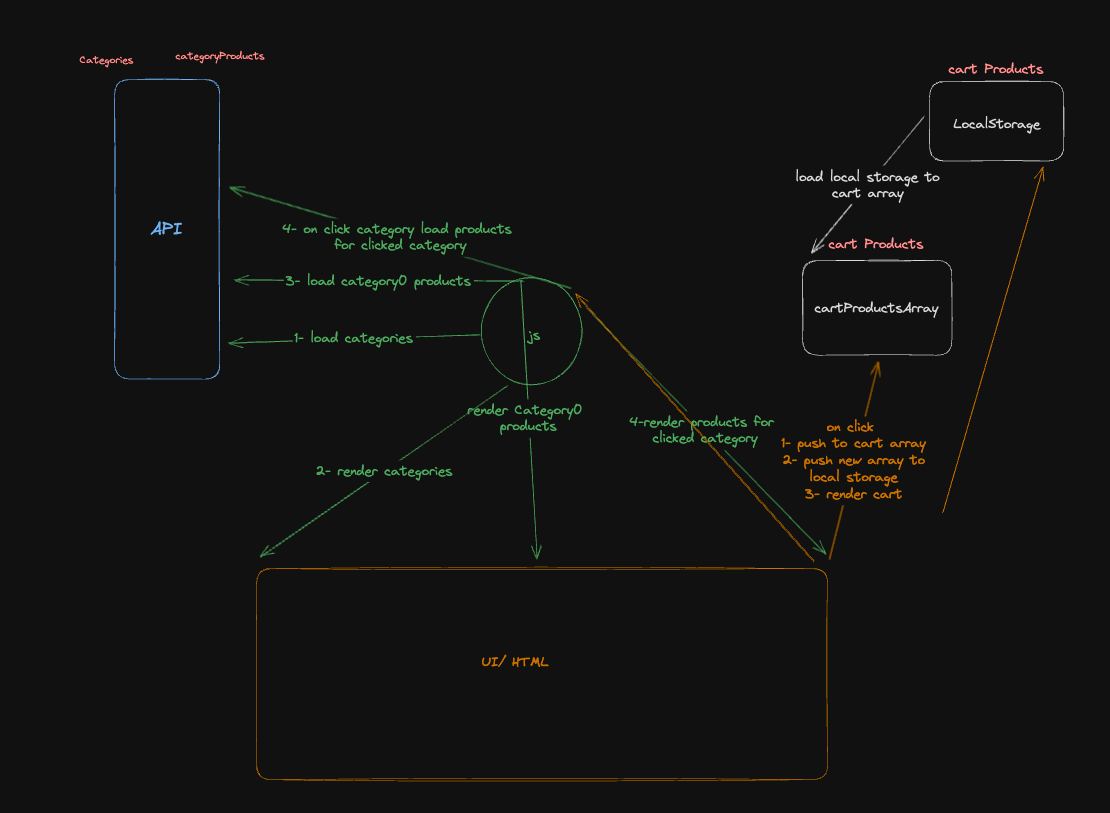 Categories
categoryProducts
cart Products
LocalStorage
load local storage to
cart array
API
4- on click category load products
for clicked category
cart Products
3- load category0 products
cartProductsArray
1- load categories
js
render Category0
products
4-render products for
clicked category
on click
1- push to cart array
2- push new array to
local storage
3- render cart
2- render categories
UI/ HTML